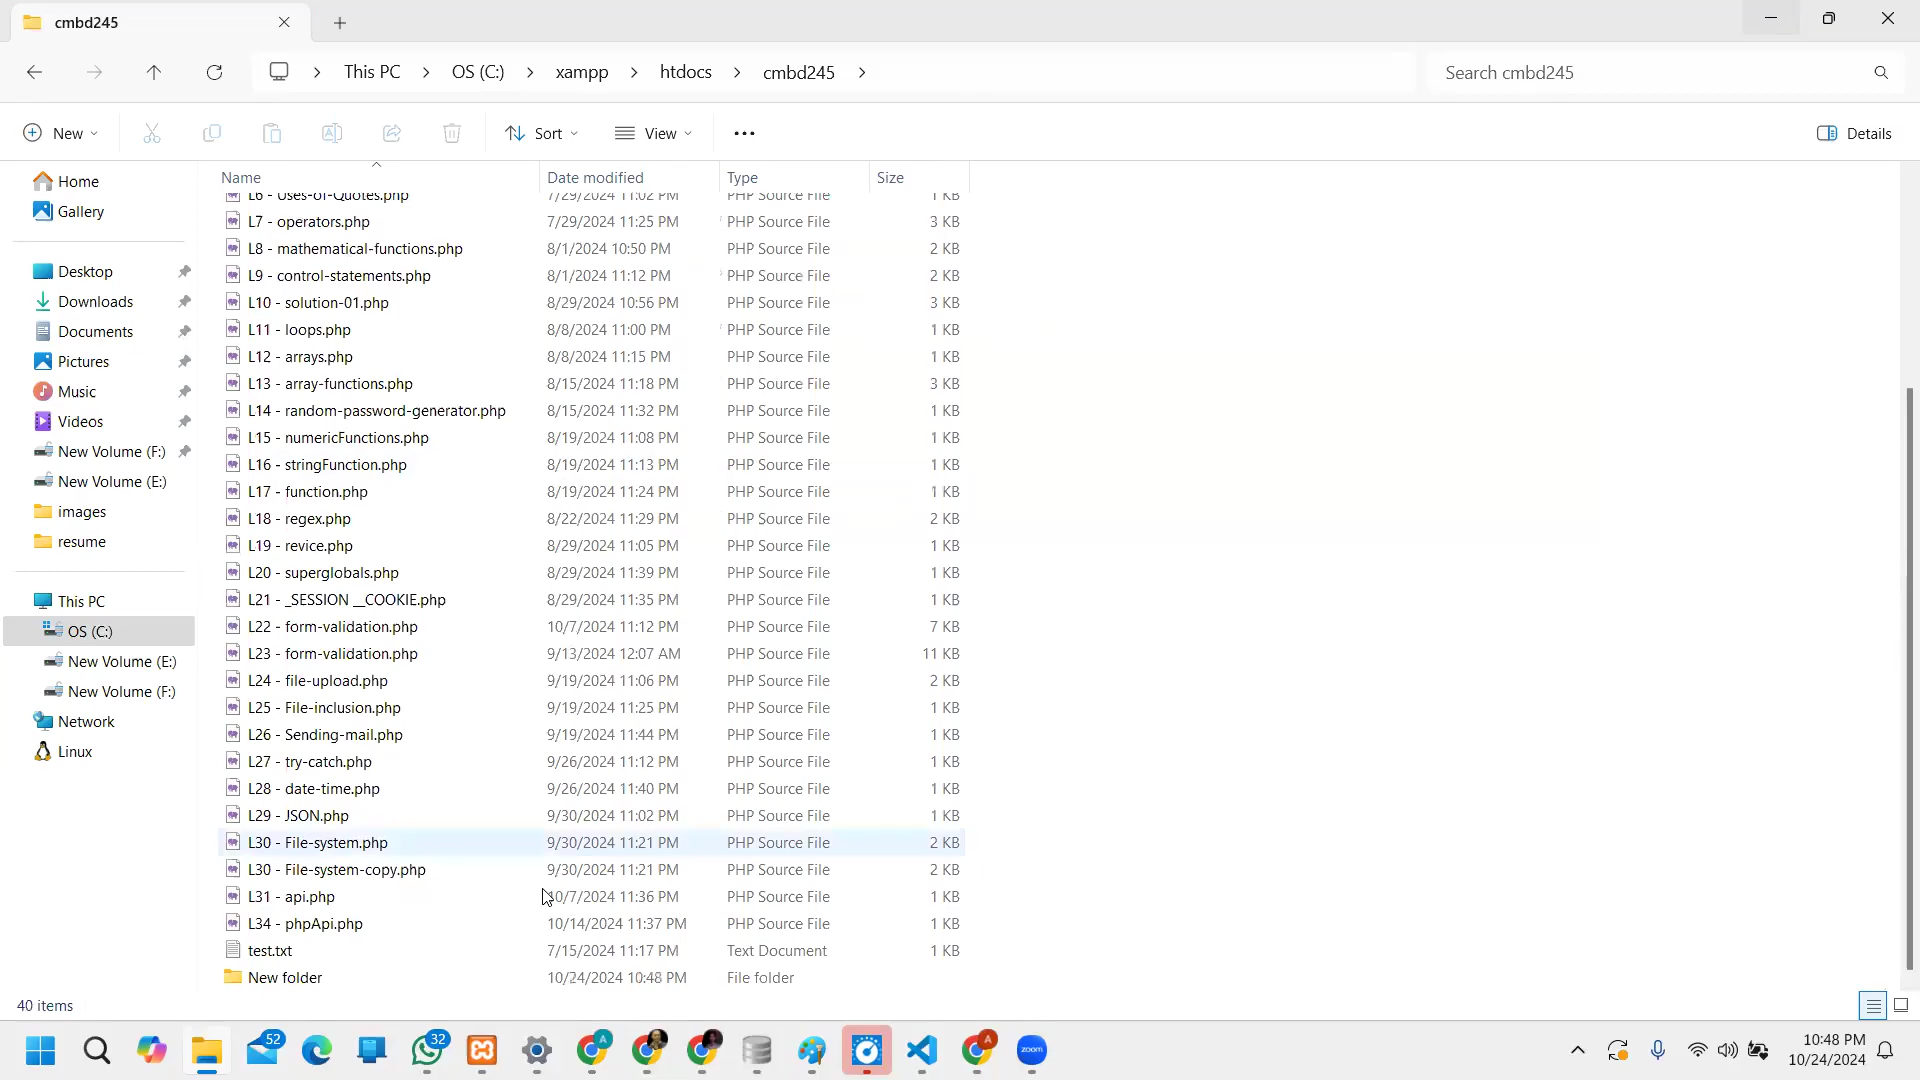 cmbd245
This PC > OS (C:) > xampp > htdocs > cmbd245 >
Search cmbd245
New
Sort
View
Details
Name Date modified Type Size
L6 - Uses-of-Quotes.php 7/29/2024 11:02 PM PHP Source File 1 KB
L7 - operators.php 7/29/2024 11:25 PM PHP Source File 3 KB
L8 - mathematical-functions.php 8/1/2024 10:50 PM PHP Source File 2 KB
L9 - control-statements.php 8/1/2024 11:12 PM PHP Source File 2 KB
L10 - solution-01.php 8/29/2024 10:56 PM PHP Source File 3 KB
L11 - loops.php 8/8/2024 11:00 PM PHP Source File 1 KB
L12 - arrays.php 8/8/2024 11:15 PM PHP Source File 1 KB
L13 - array-functions.php 8/15/2024 11:18 PM PHP Source File 3 KB
L14 - random-password-generator.php 8/15/2024 11:32 PM PHP Source File 1 KB
L15 - numericFunctions.php 8/19/2024 11:08 PM PHP Source File 1 KB
L16 - stringFunction.php 8/19/2024 11:13 PM PHP Source File 1 KB
L17 - function.php 8/19/2024 11:24 PM PHP Source File 1 KB
L18 - regex.php 8/22/2024 11:29 PM PHP Source File 2 KB
L19 - revice.php 8/29/2024 11:05 PM PHP Source File 1 KB
L20 - superglobals.php 8/29/2024 11:39 PM PHP Source File 1 KB
L21 - _SESSION __COOKIE.php 8/29/2024 11:35 PM PHP Source File 1 KB
L22 - form-validation.php 10/7/2024 11:12 PM PHP Source File 7 KB
L23 - form-validation.php 9/13/2024 12:07 AM PHP Source File 11 KB
L24 - file-upload.php 9/19/2024 11:06 PM PHP Source File 2 KB
L25 - File-inclusion.php 9/19/2024 11:25 PM PHP Source File 1 KB
L26 - Sending-mail.php 9/19/2024 11:44 PM PHP Source File 1 KB
L27 - try-catch.php 9/26/2024 11:12 PM PHP Source File 1 KB
L28 - date-time.php 9/26/2024 11:40 PM PHP Source File 1 KB
L29 - JSON.php 9/30/2024 11:02 PM PHP Source File 1 KB
L30 - File-system.php 9/30/2024 11:21 PM PHP Source File 2 KB
L30 - File-system-copy.php 9/30/2024 11:21 PM PHP Source File 2 KB
L31 - api.php 10/7/2024 11:36 PM PHP Source File 1 KB
L34 - phpApi.php 10/14/2024 11:37 PM PHP Source File 1 KB
test.txt 7/15/2024 11:17 PM Text Document 1 KB
New folder 10/24/2024 10:48 PM File folder
Home
Gallery
Desktop
Downloads
Documents
Pictures
Music
Videos
New Volume (F:)
New Volume (E:)
images
resume
This PC
OS (C:)
New Volume (E:)
New Volume (F:)
Network
Linux
40 items
52
32
A
A
zoom
10:48 PM
10/24/2024